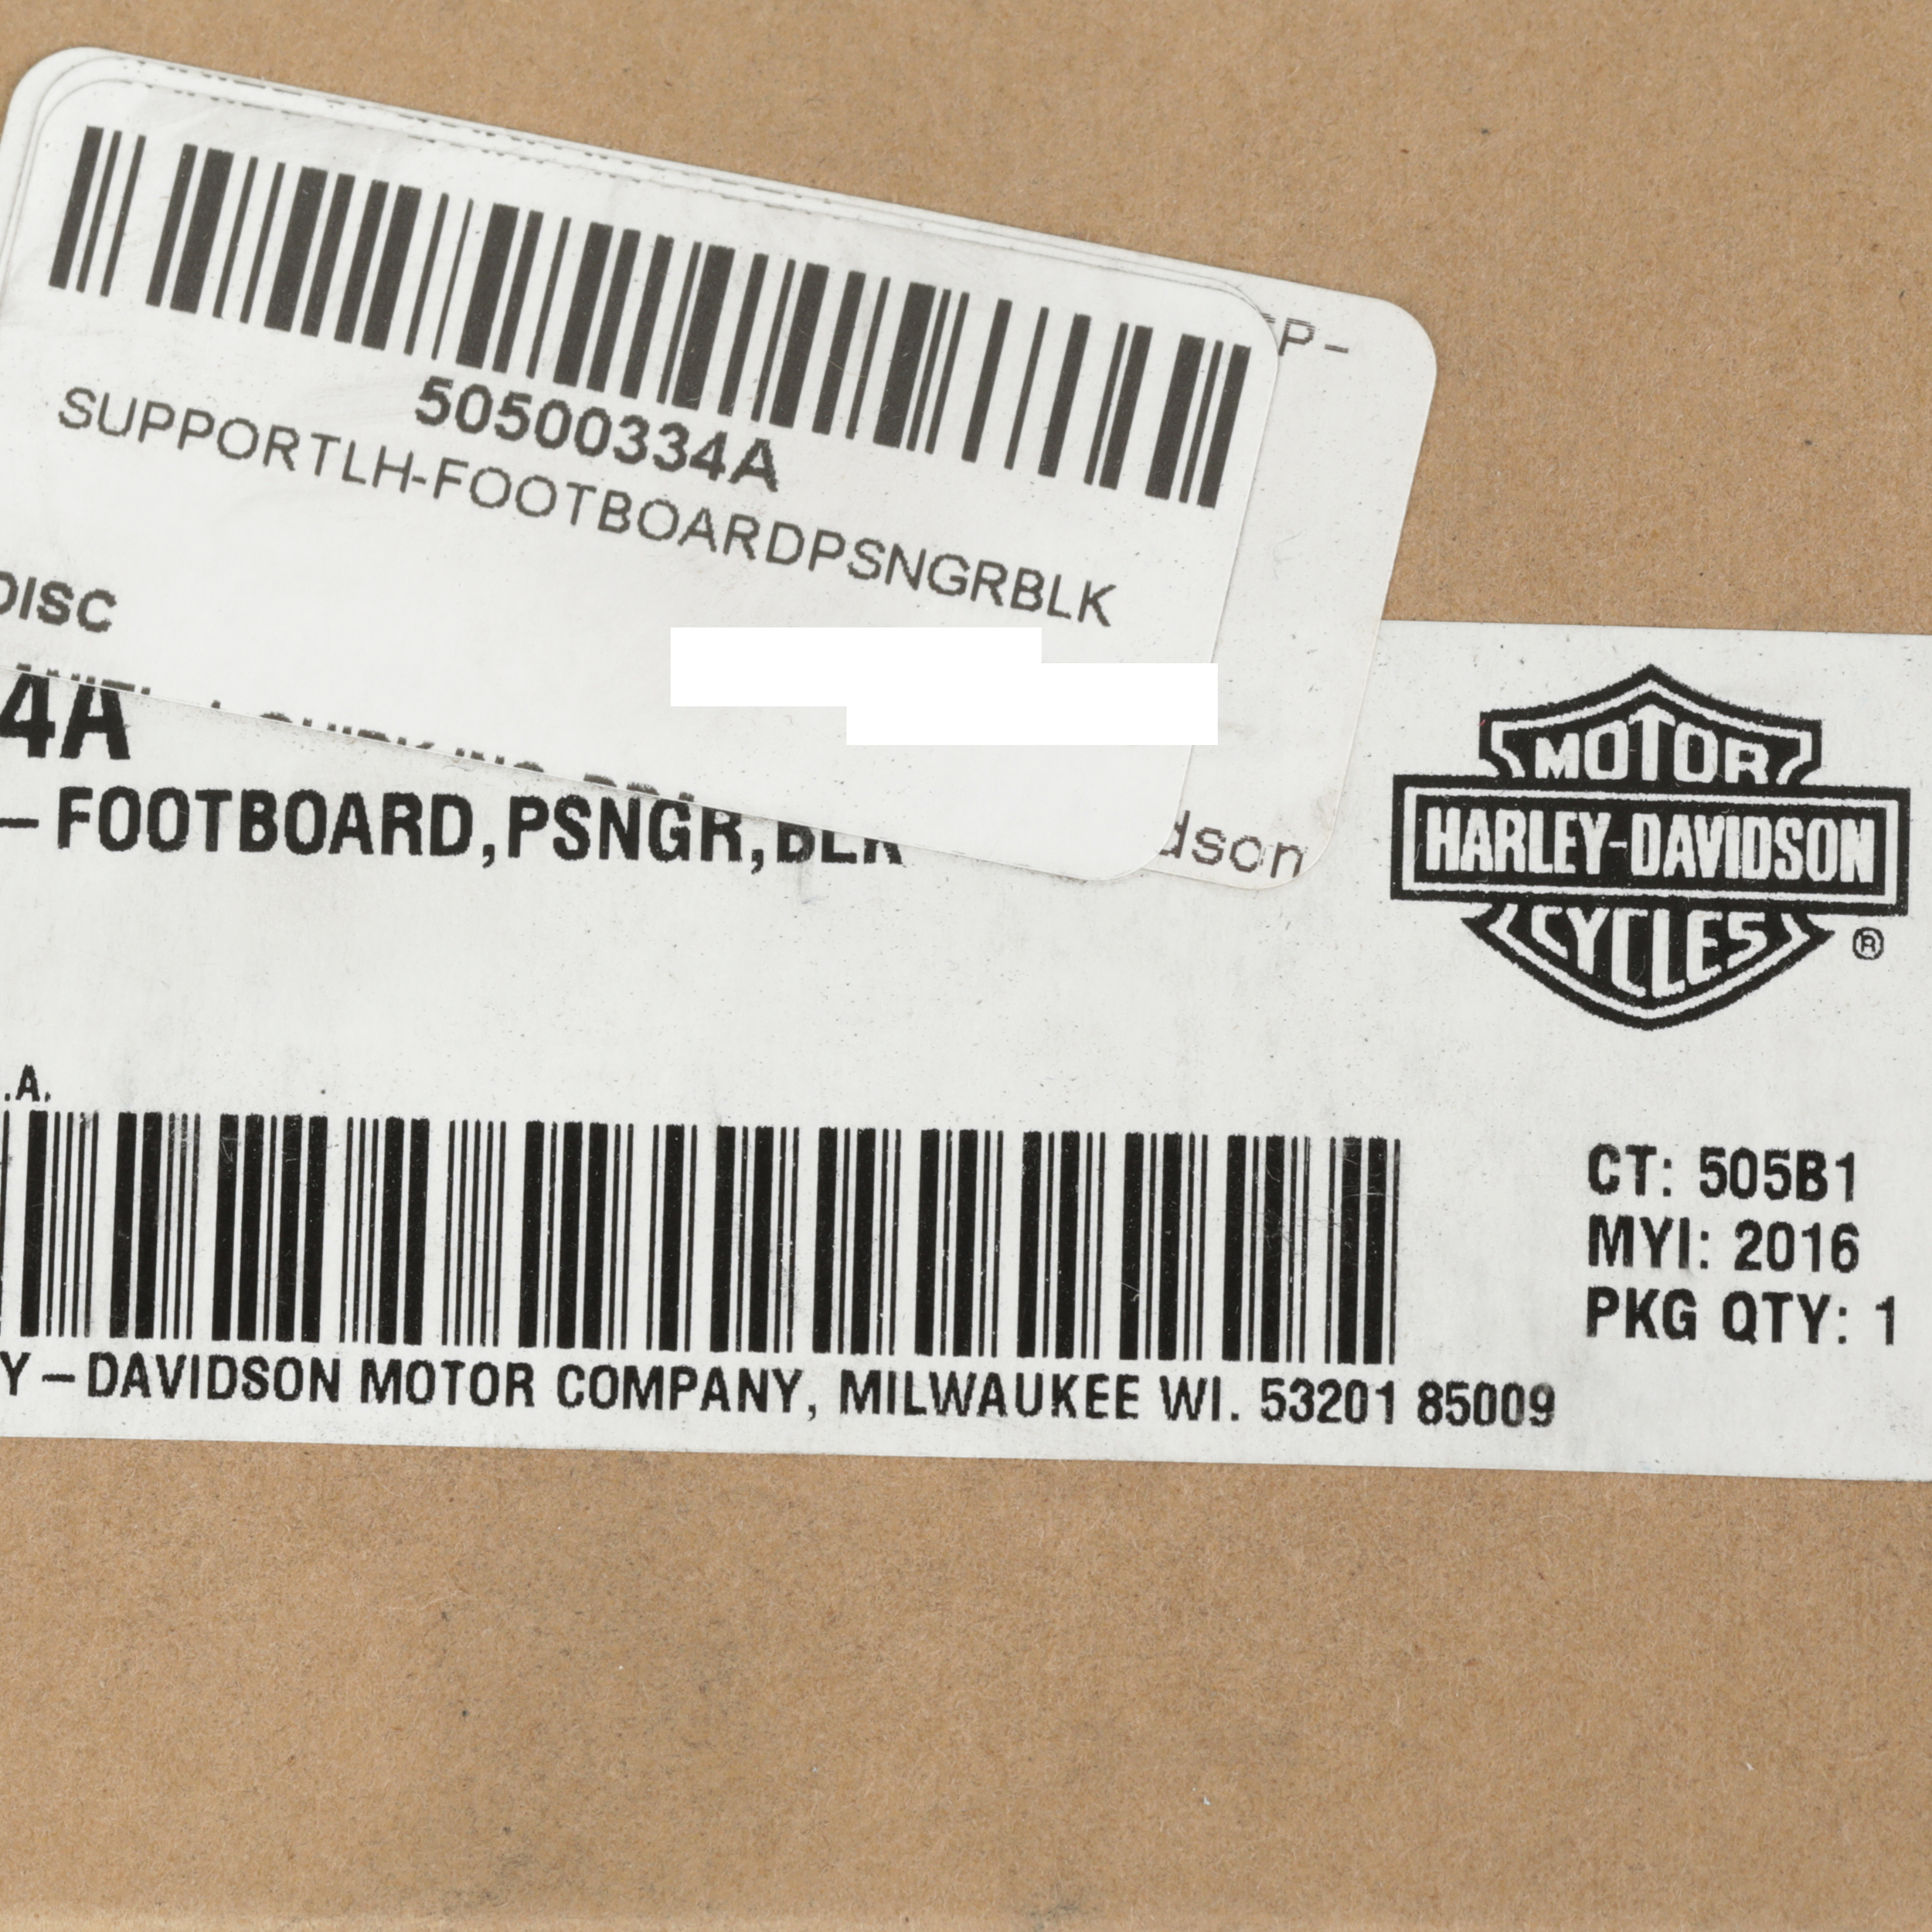 50500334A
SUPPORTLH-FOOTBOARDPSNGRBLK
DISC
P-
dson
4A
– FOOTBOARD,PSNGR,BLK
MOTOR
HARLEY-DAVIDSON
CYCLES
®
.A.
CT: 505B1
MYI: 2016
PKG QTY: 1
Y–DAVIDSON MOTOR COMPANY, MILWAUKEE WI. 53201 85009